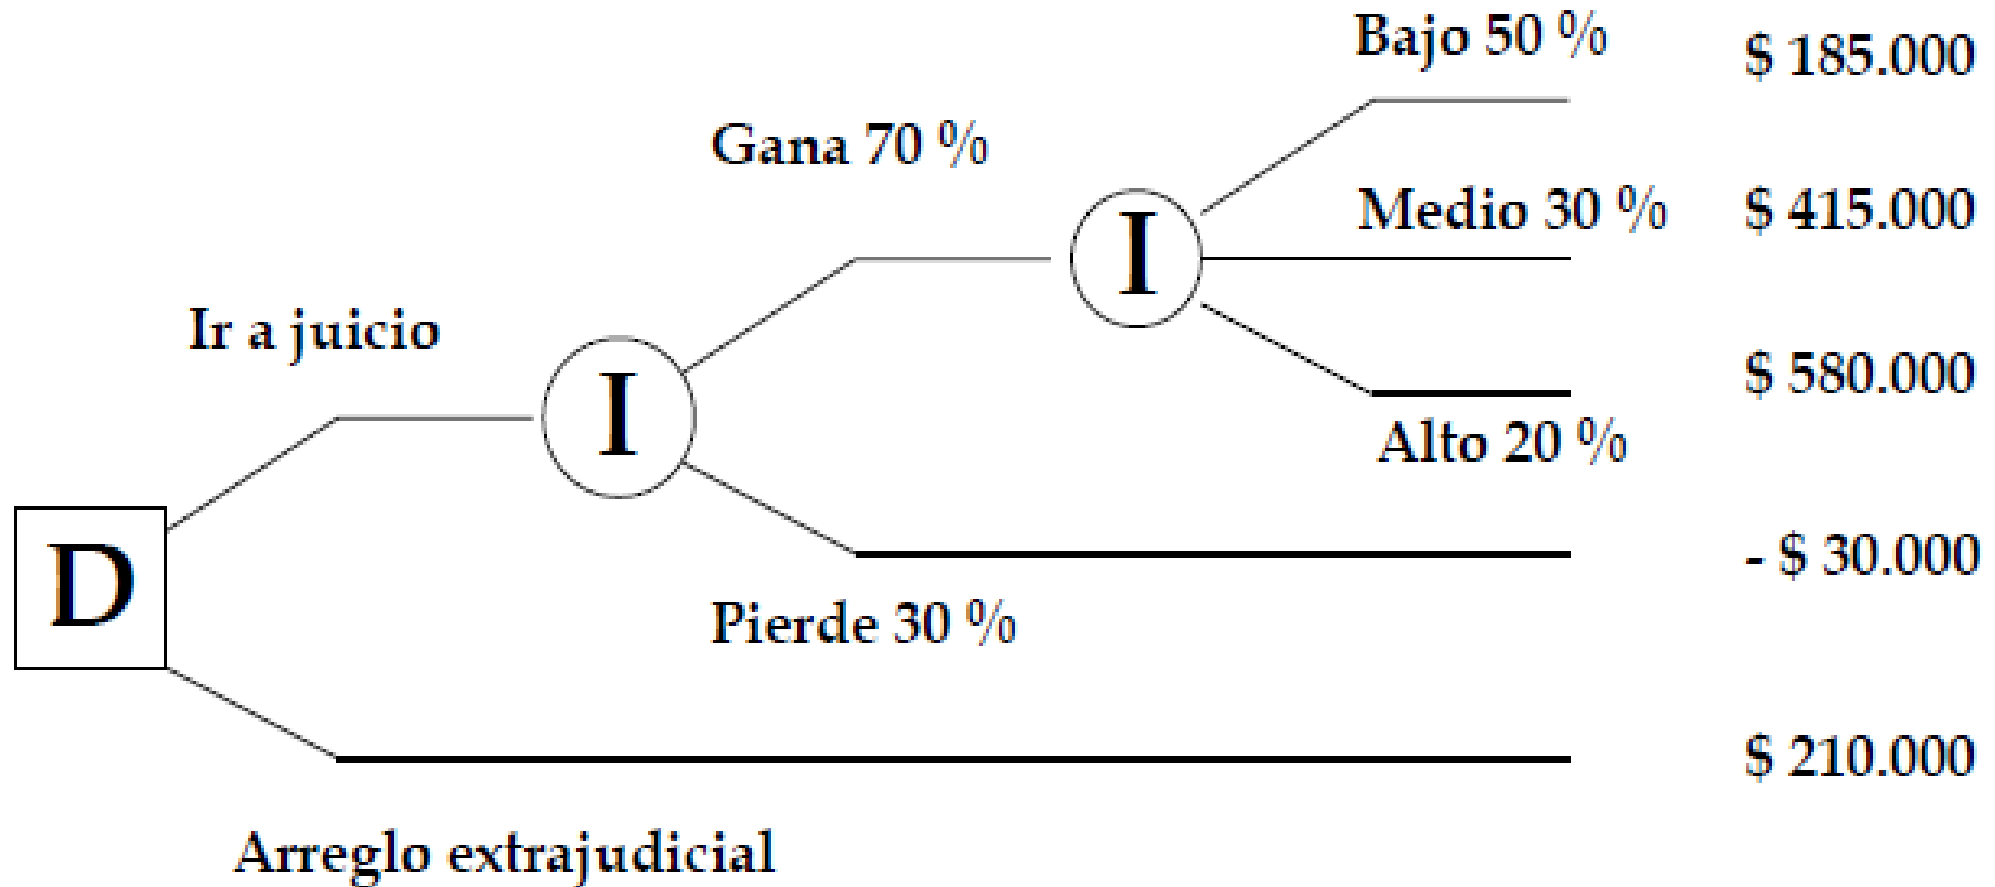 Bajo 50 % $ 185.000
Gana 70 %
Medio 30 % $ 415.000
I
Ir a juicio
$ 580.000
I
Alto 20 %
D
- $ 30.000
Pierde 30 %
$ 210.000
Arreglo extrajudicial